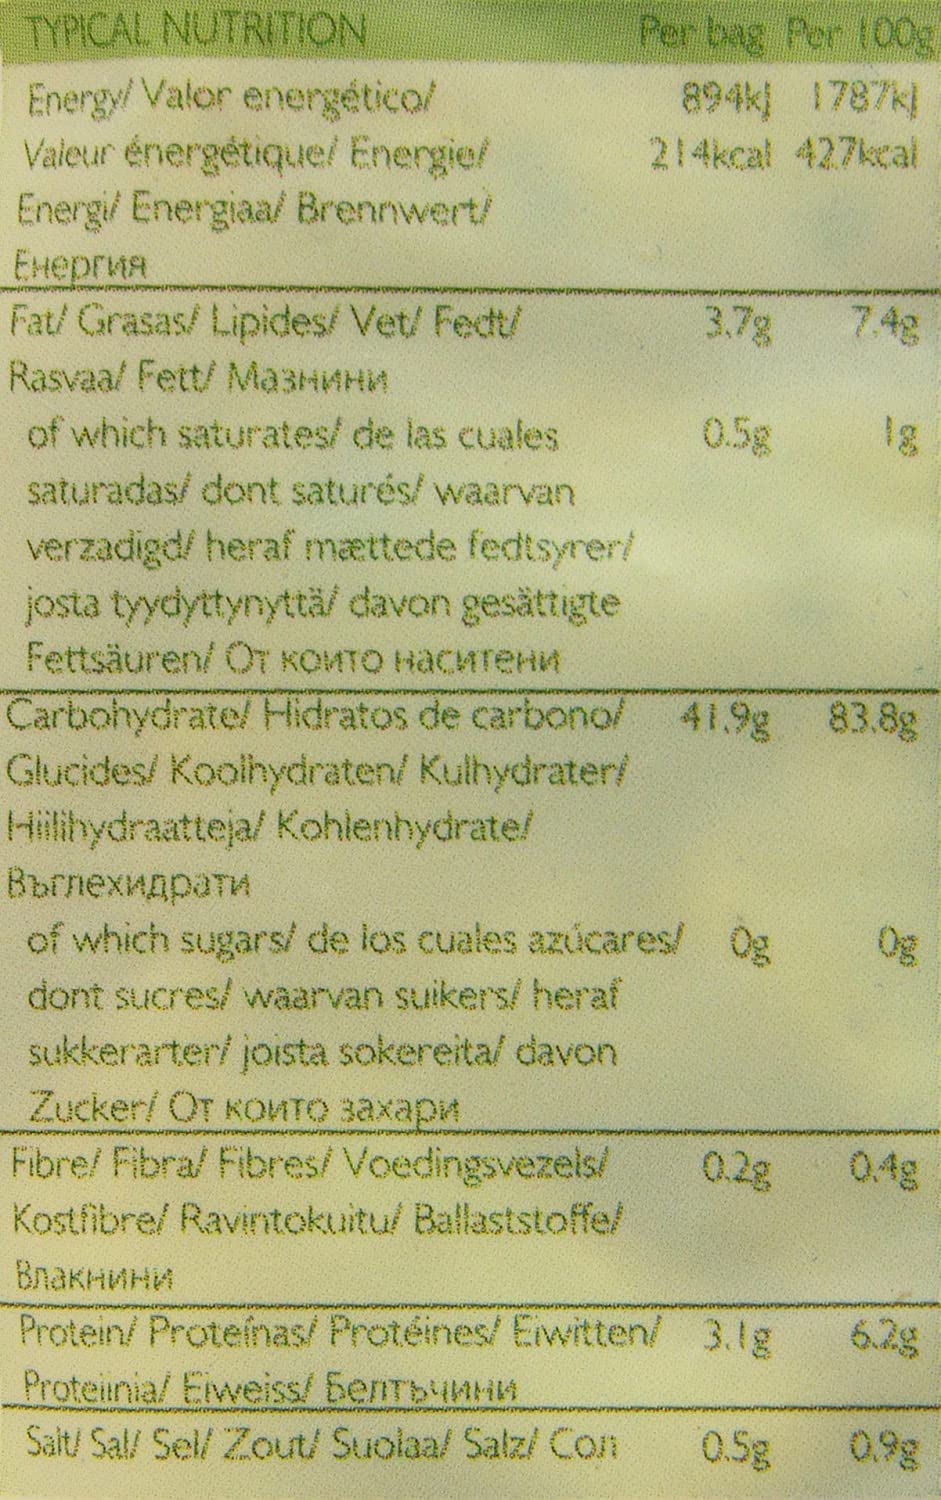 TYPICAL NUTRITION Per bag Per 100g
Energy/ Valor energético/ 894kJ 1787kJ
Valeur énergétique/ Energie/ 214kcal 427kcal
Energi/ Energiaa/ Brennwert/
Енергия
Fat/ Grasas/ Lipides/ Vet/ Fedt/ 3.7g 7.4g
Rasvaa/ Fett/ Мазнини
of which saturates/ de las cuales 0.5g 1g
saturadas/ dont saturés/ waarvan
verzadigd/ heraf mættede fedtsyrer/
josta tyydyttynyttä/ davon gesättigte
Fettsäuren/ От които наситени
Carbohydrate/ Hidratos de carbono/ 41.9g 83.8g
Glucides/ Koolhydraten/ Kulhydrater/
Hiilihydraatteja/ Kohlenhydrate/
Въглехидрати
of which sugars/ de los cuales azúcares/ 0g 0g
dont sucres/ waarvan suikers/ heraf
sukkerarter/ joista sokereita/ davon
Zucker/ От които захари
Fibre/ Fibra/ Fibres/ Voedingsvezels/ 0.2g 0.4g
Kostfibre/ Ravintokuitu/ Ballaststoffe/
Влакнини
Protein/ Proteínas/ Protéines/ Eiwitten/ 3.1g 6.2g
Proteiinia/ Eiweiss/ Белтъчини
Salt/ Sal/ Sel/ Zout/ Suolaa/ Salz/ Сол 0.5g 0.9g